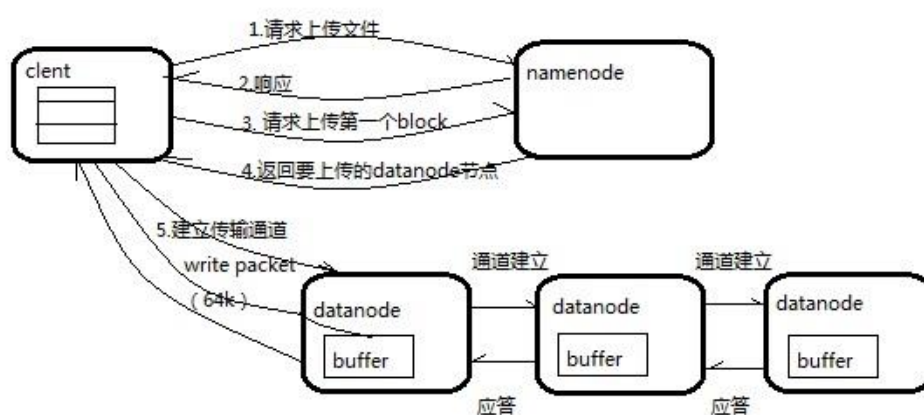 1.请求上传文件
clent
namenode
2.响应
3. 请求上传第一个block
4.返回要上传的datanode节点
5.建立传输通道
write packet
（64k）
通道建立
通道建立
datanode
datanode
datanode
buffer
buffer
buffer
应答
应答